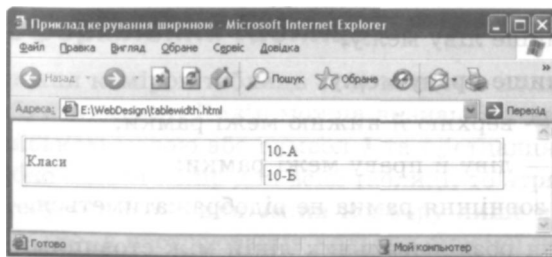 Приклад керування шириною - Microsoft Internet Explorer
Файл Правка Вигляд Обране Сервіс Довідка
Назад Пошук Обране
Адреса: E:\WebDesign\tablewidth.html Перехід
Класи
10-А
10-Б
Готово Мой компьютер